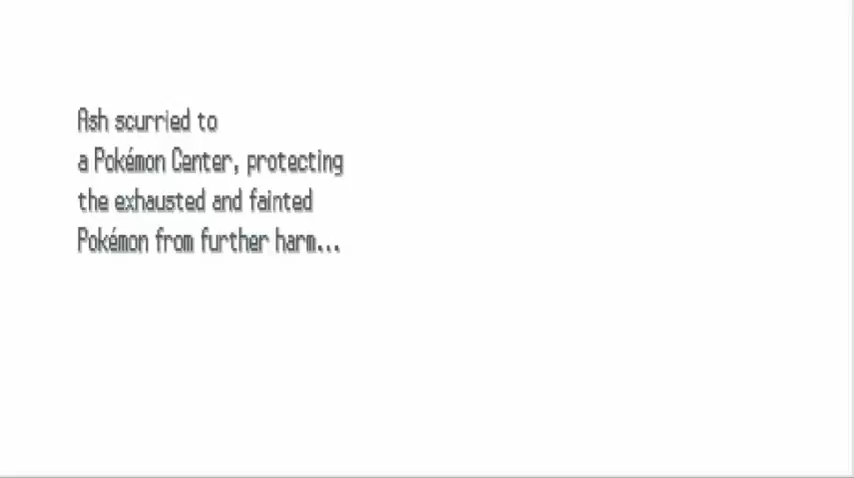 Ash scurried to
a Pokémon Center, protecting
the exhausted and fainted
Pokémon from further harm...